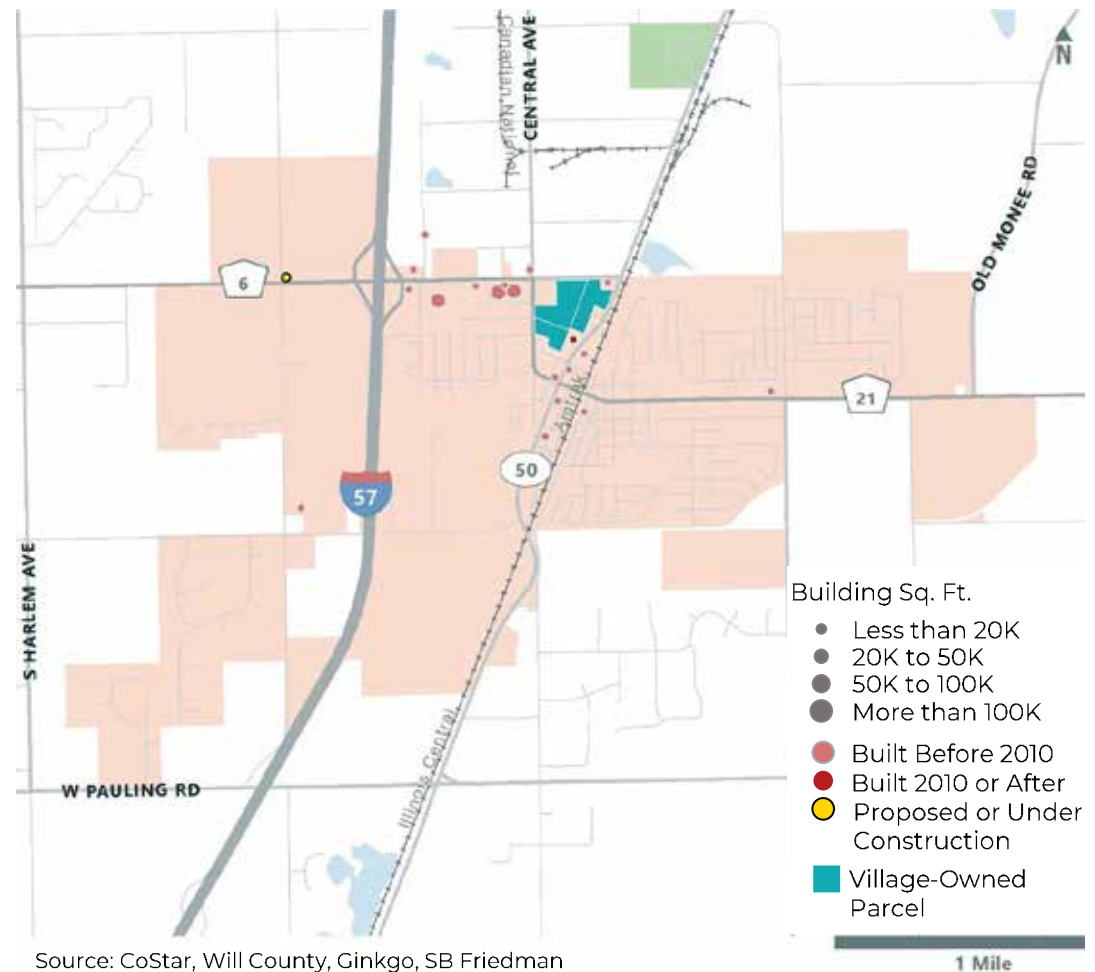 Canadian National
CENTRAL AVE
N
OLD MONEE RD
6
21
Amtrak
50
57
S HARLEM AVE
Illinois Central
W PAULING RD
Building Sq. Ft.
Less than 20K
20K to 50K
50K to 100K
More than 100K
Built Before 2010
Built 2010 or After
Proposed or Under
Construction
Village-Owned
Parcel
1 Mile
Source: CoStar, Will County, Ginkgo, SB Friedman